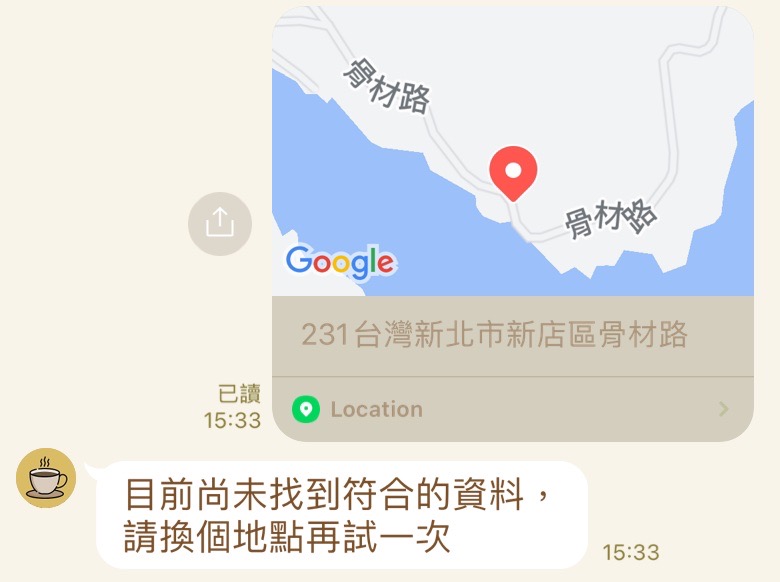 骨材路
骨材路
Google
231台灣新北市新店區骨材路
已讀
15:33
Location
目前尚未找到符合的資料，
請換個地點再試一次
15:33